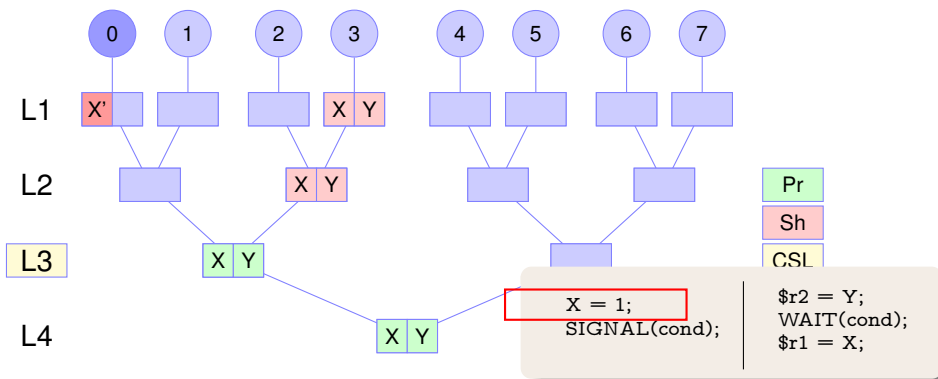 0 1 2 3 4 5 6 7
L1 X' X Y
L2 X Y Pr
Sh
L3 X Y CSL
X = 1; $r2 = Y;
SIGNAL(cond); WAIT(cond);
L4 X Y $r1 = X;